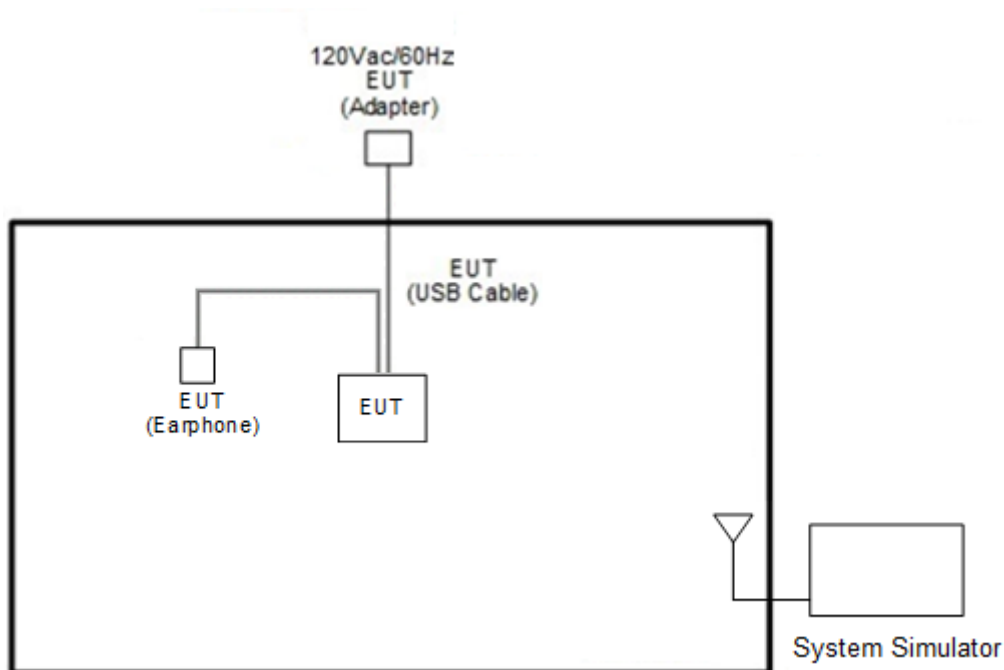 120Vac/60Hz
EUT
(Adapter)
EUT
(USB Cable)
EUT
(Earphone)
EUT
System Simulator